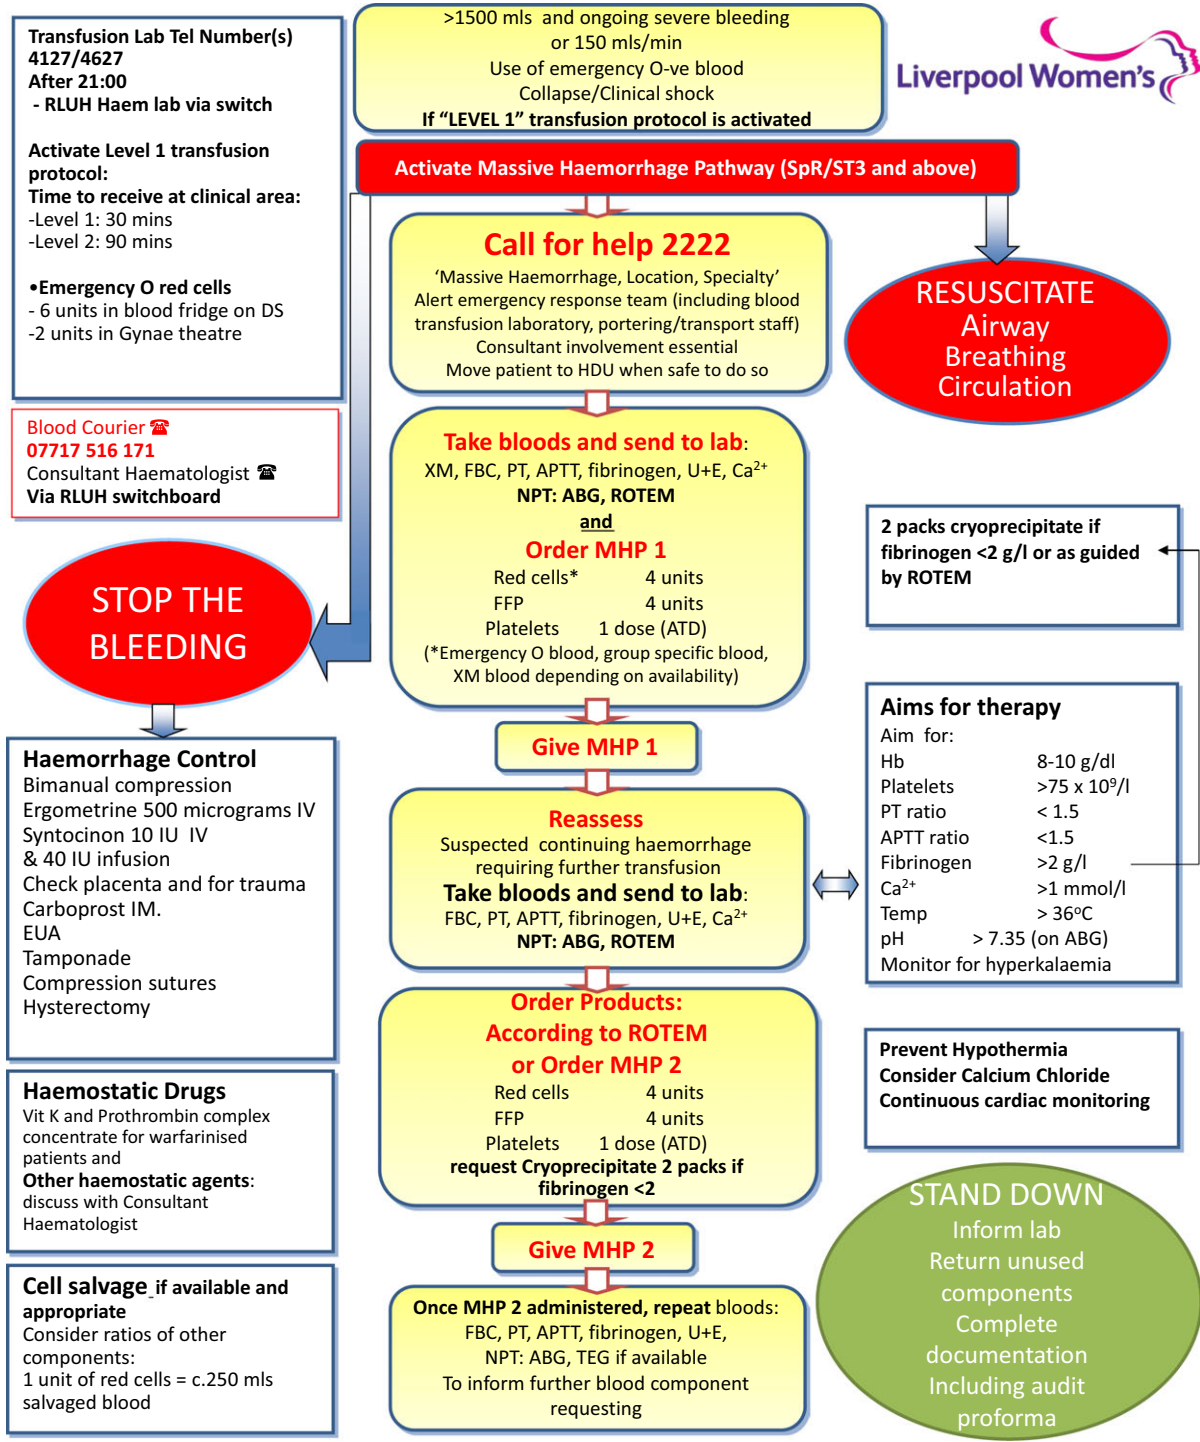 Transfusion Lab Tel Number(s)
4127/4627
After 21:00
- RLUH Haem lab via switch
Activate Level 1 transfusion
protocol:
Time to receive at clinical area:
-Level 1: 30 mins
-Level 2: 90 mins
•Emergency O red cells
- 6 units in blood fridge on DS
-2 units in Gynae theatre
>1500 mls and ongoing severe bleeding
or 150 mls/min
Use of emergency O-ve blood
Collapse/Clinical shock
If “LEVEL 1” transfusion protocol is activated
Liverpool Women's
Activate Massive Haemorrhage Pathway (SpR/ST3 and above)
Call for help 2222
‘Massive Haemorrhage, Location, Specialty’
Alert emergency response team (including blood
transfusion laboratory, portering/transport staff)
Consultant involvement essential
Move patient to HDU when safe to do so
RESUSCITATE
Airway
Breathing
Circulation
Blood Courier ☎
07717 516 171
Consultant Haematologist ☎
Via RLUH switchboard
Take bloods and send to lab:
XM, FBC, PT, APTT, fibrinogen, U+E, Ca²⁺
NPT: ABG, ROTEM
and
Order MHP 1
Red cells* 4 units
FFP 4 units
Platelets 1 dose (ATD)
(*Emergency O blood, group specific blood,
XM blood depending on availability)
2 packs cryoprecipitate if
fibrinogen <2 g/l or as guided
by ROTEM
STOP THE
BLEEDING
Give MHP 1
Haemorrhage Control
Bimanual compression
Ergometrine 500 micrograms IV
Syntocinon 10 IU IV
& 40 IU infusion
Check placenta and for trauma
Carboprost IM.
EUA
Tamponade
Compression sutures
Hysterectomy
Reassess
Suspected continuing haemorrhage
requiring further transfusion
Take bloods and send to lab:
FBC, PT, APTT, fibrinogen, U+E, Ca²⁺
NPT: ABG, ROTEM
Aims for therapy
Aim for:
Hb 8-10 g/dl
Platelets >75 x 10⁹/l
PT ratio < 1.5
APTT ratio <1.5
Fibrinogen >2 g/l
Ca²⁺ >1 mmol/l
Temp > 36°C
pH > 7.35 (on ABG)
Monitor for hyperkalaemia
Order Products:
According to ROTEM
or Order MHP 2
Red cells 4 units
FFP 4 units
Platelets 1 dose (ATD)
request Cryoprecipitate 2 packs if
fibrinogen <2
Prevent Hypothermia
Consider Calcium Chloride
Continuous cardiac monitoring
Haemostatic Drugs
Vit K and Prothrombin complex
concentrate for warfarinised
patients and
Other haemostatic agents:
discuss with Consultant
Haematologist
Give MHP 2
Cell salvage if available and
appropriate
Consider ratios of other
components:
1 unit of red cells = c.250 mls
salvaged blood
Once MHP 2 administered, repeat bloods:
FBC, PT, APTT, fibrinogen, U+E,
NPT: ABG, TEG if available
To inform further blood component
requesting
STAND DOWN
Inform lab
Return unused
components
Complete
documentation
Including audit
proforma